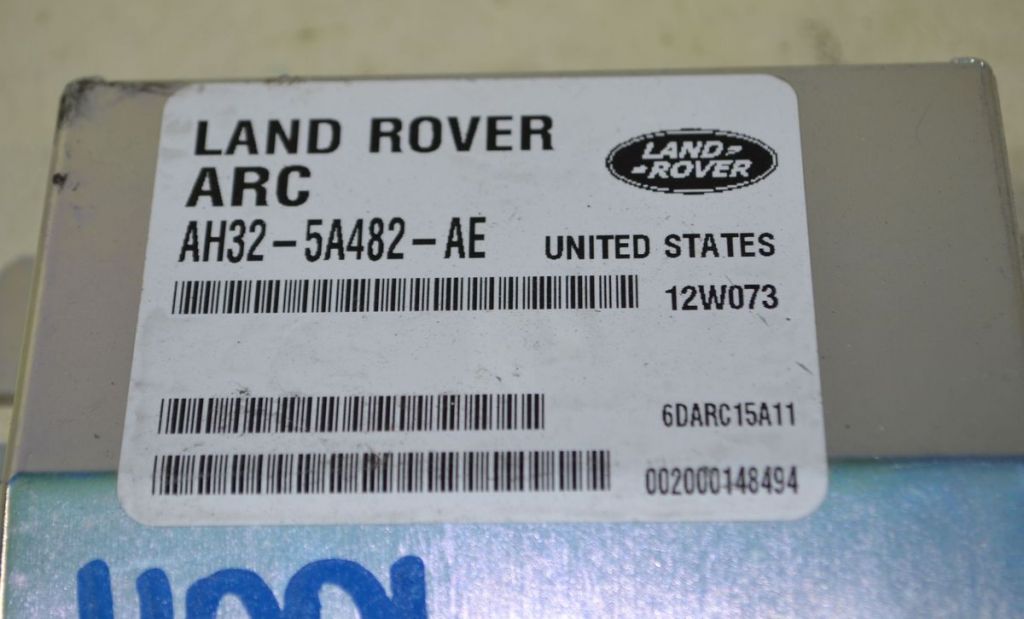 LAND ROVER
LAND ROVER
ARC
AH32-5A482-AE UNITED STATES
12W073
6DARC15A11
002000148494